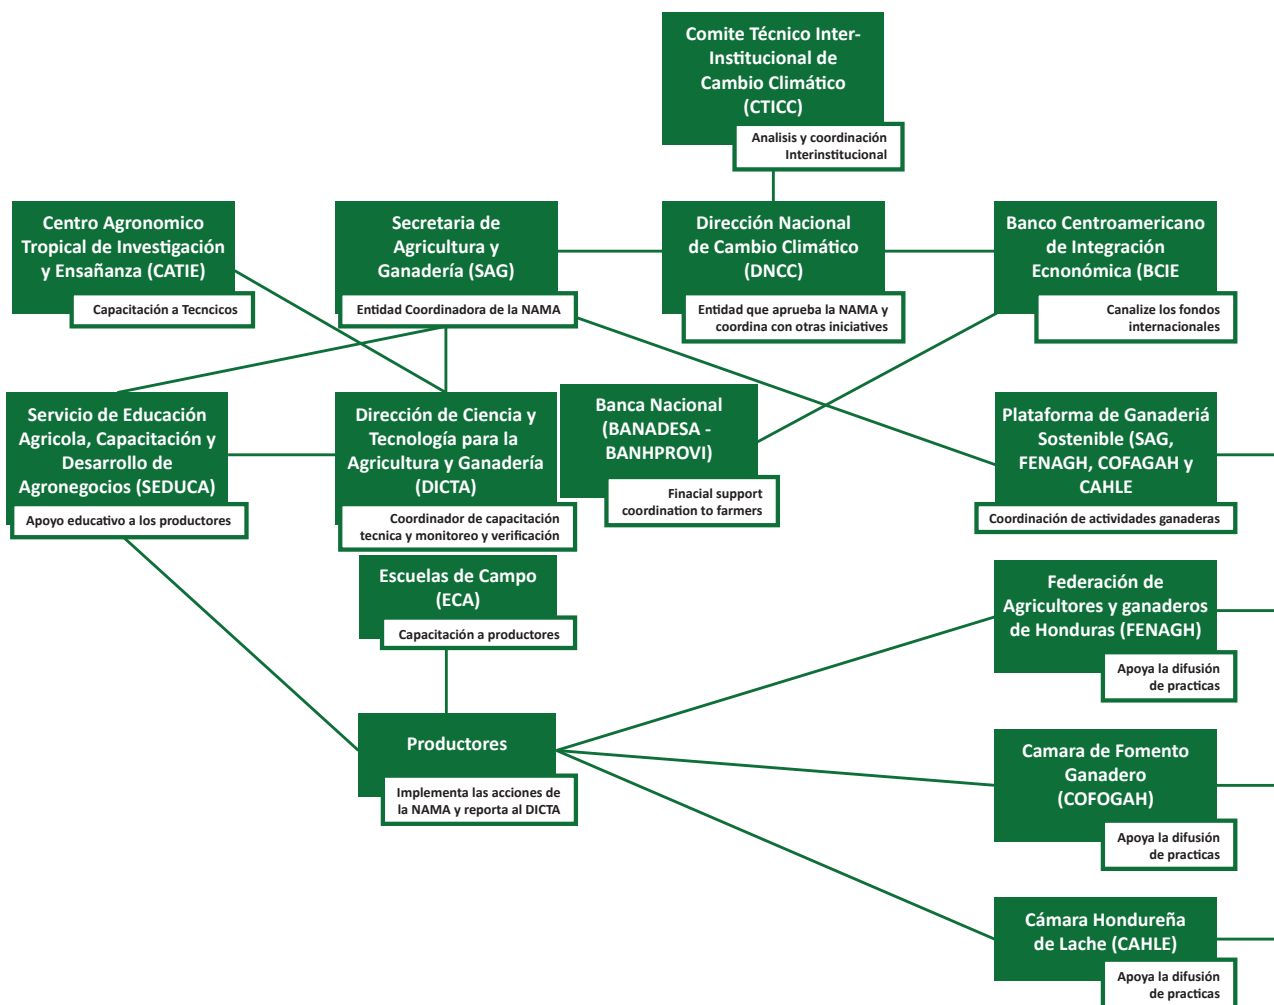 Comite Técnico Inter-
Institucional de
Cambio Climático
(CTICC)
Analisis y coordinación
Interinstitucional
Centro Agronomico
Tropical de Investigación
y Ensañanza (CATIE)
Capacitación a Tecncicos
Secretaria de
Agricultura y
Ganadería (SAG)
Entidad Coordinadora de la NAMA
Dirección Nacional
de Cambio Climático
(DNCC)
Entidad que aprueba la NAMA y
coordina con otras iniciatives
Banco Centroamericano
de Integración
Ecnonómica (BCIE
Canalize los fondos
internacionales
Servicio de Educación
Agricola, Capacitación y
Desarrollo de
Agronegocios (SEDUCA)
Apoyo educativo a los productores
Dirección de Ciencia y
Tecnología para la
Agricultura y Ganadería
(DICTA)
Coordinador de capacitación
tecnica y monitoreo y verificación
Banca Nacional
(BANADESA -
BANHPROVI)
Finacial support
coordination to farmers
Plataforma de Ganaderiá
Sostenible (SAG,
FENAGH, COFAGAH y
CAHLE
Coordinación de actividades ganaderas
Escuelas de Campo
(ECA)
Capacitación a productores
Federación de
Agricultores y ganaderos
de Honduras (FENAGH)
Apoya la difusión
de practicas
Productores
Implementa las acciones de
la NAMA y reporta al DICTA
Camara de Fomento
Ganadero
(COFOGAH)
Apoya la difusión
de practicas
Cámara Hondureña
de Lache (CAHLE)
Apoya la difusión
de practicas